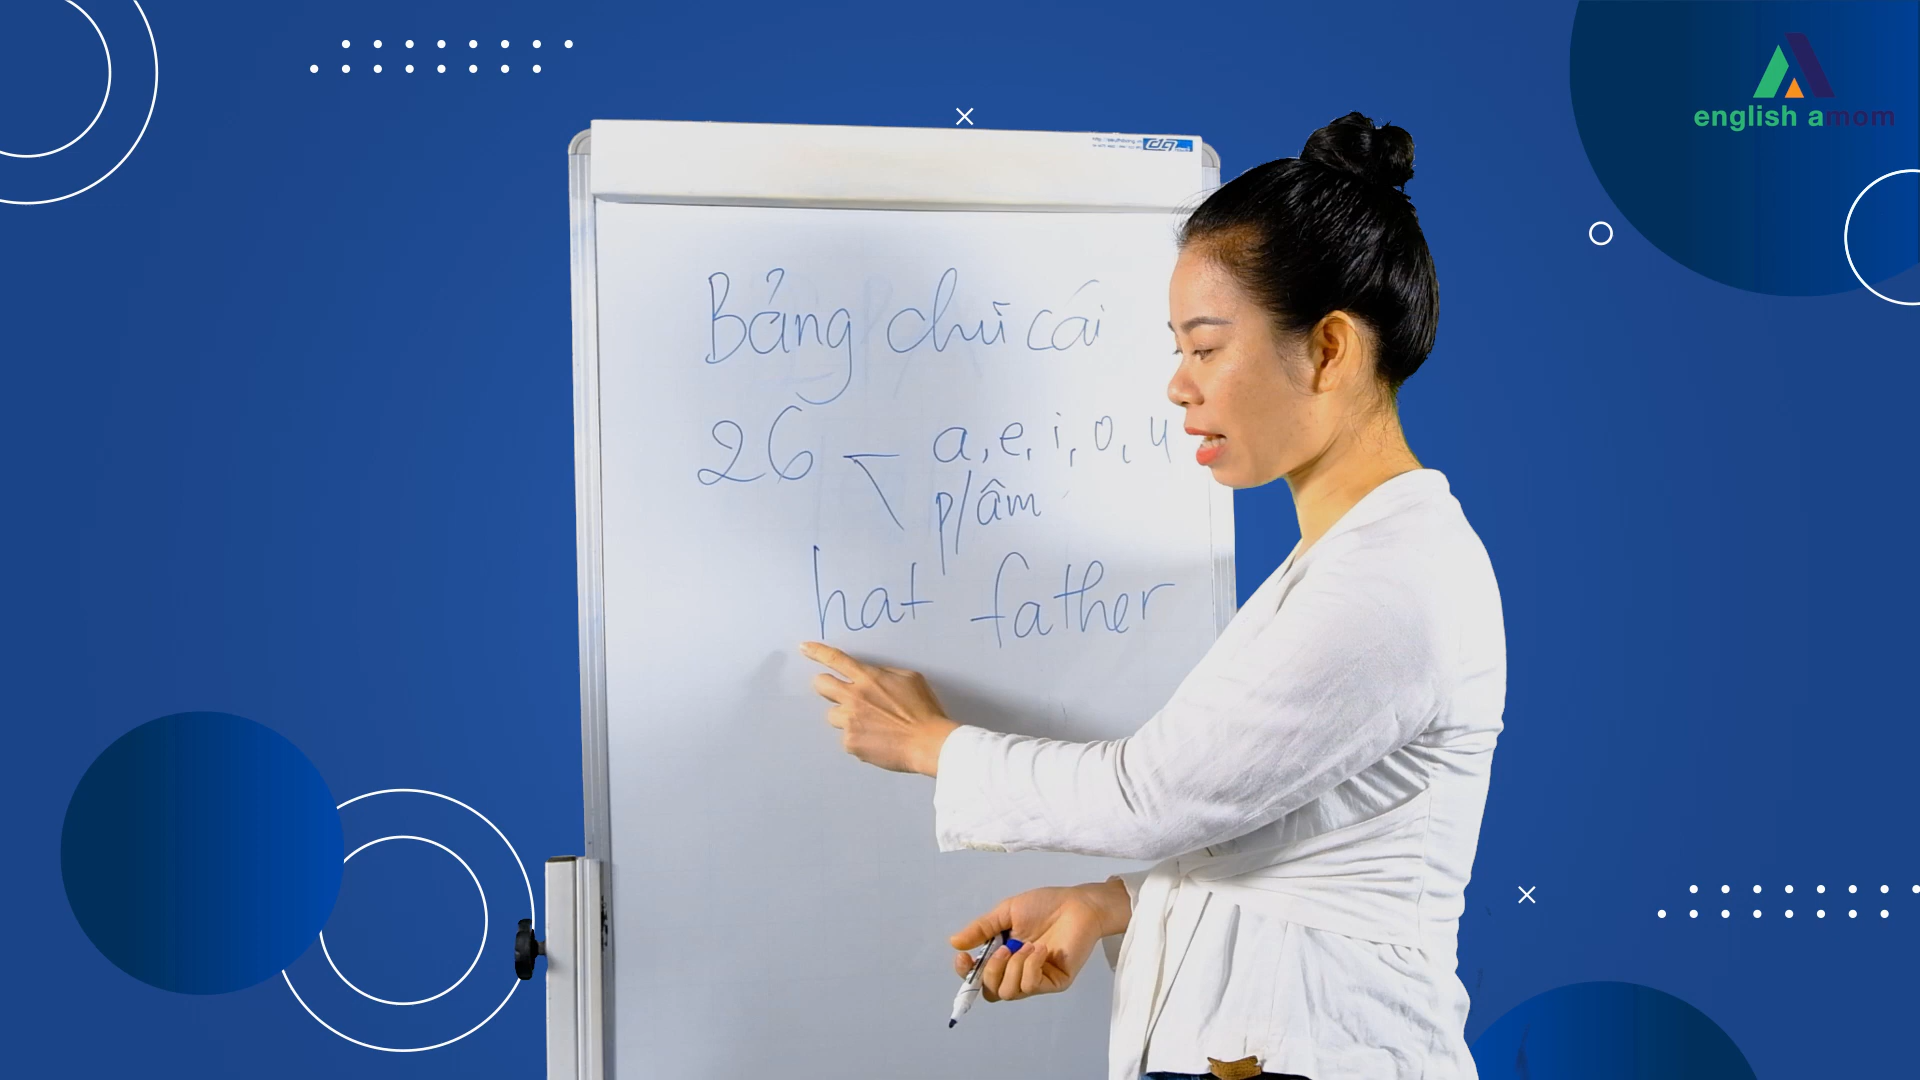 english amom
Bảng chữ cái
26 a, e, i, o, u
p/âm
hat father